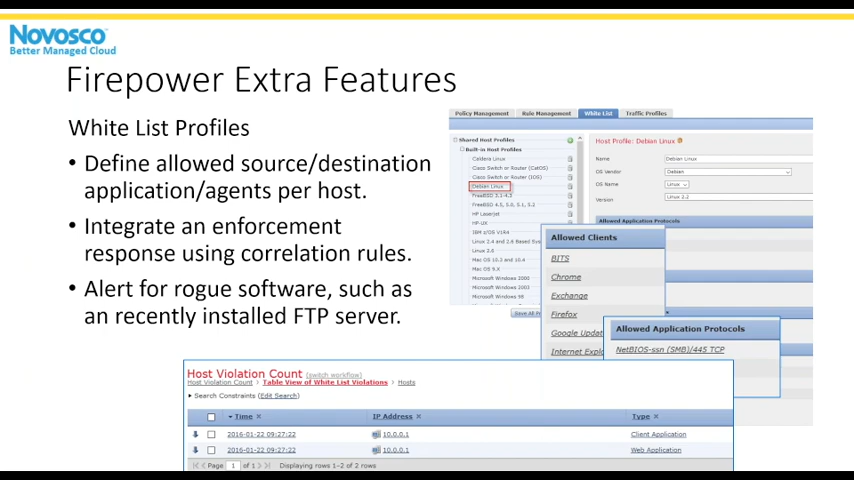 Novosco
Better Managed Cloud
Firepower Extra Features
White List Profiles
• Define allowed source/destination
application/agents per host.
• Integrate an enforcement
response using correlation rules.
• Alert for rogue software, such as
an recently installed FTP server.
Policy Management Rule Management White List Traffic Profiles
Shared Host Profiles
Built-in Host Profiles
Caldera Linux
Cisco Switch or Router (CatOS)
Cisco Switch or Router (IOS)
Debian Linux
FreeBSD 3.1-4.2
FreeBSD 4.5, 5.0, 5.1, 5.2
HP Laserjet
HP-UX
IBM z/OS V1R4
Linux 2.4 and 2.6 Based Sys
Linux 2.6
Mac OS 10.3 and 10.4
Mac OS 9.X
Microsoft Windows 2000
Microsoft Windows 2003
Microsoft Windows 98
Save All
Host Profile: Debian Linux
Name Debian Linux
OS Vendor Debian
OS Name Linux
Version Linux 2.2
Allowed Application Protocols
Allowed Clients
BITS
Chrome
Exchange
Firefox
Google Updat
Internet Explo
Allowed Application Protocols
NetBIOS-ssn (SMB)/445 TCP
Host Violation Count (switch workflow)
Host Violation Count > Table View of White List Violations > Hosts
Search Constraints (Edit Search)
Time × IP Address × Type ×
2016-01-22 09:27:22 10.0.0.1 Client Application
2016-01-22 09:27:22 10.0.0.1 Web Application
|< < Page 1 of 1 > >| Displaying rows 1–2 of 2 rows